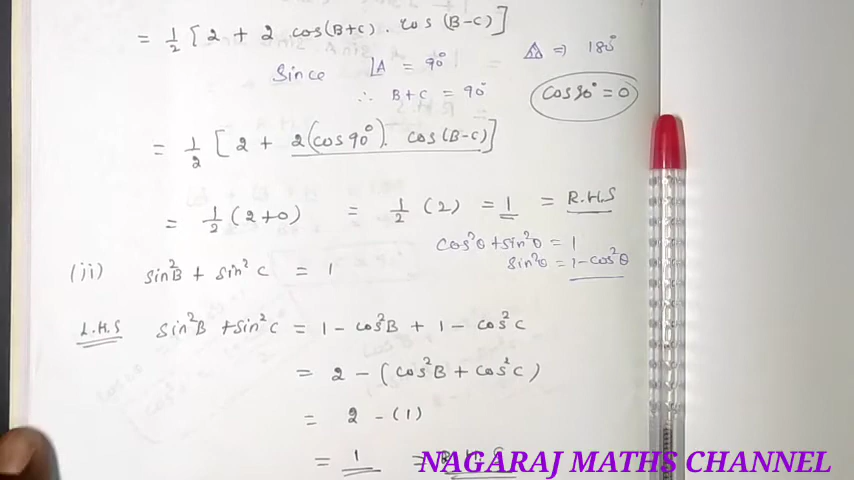 = 1/2 [2 + 2 cos(B+C) . cos (B-C)]
Since ∠A = 90°
△ => 180°
∴ B+C = 90°
cos 90° = 0
= 1/2 [2 + 2(cos 90°) . cos (B-C)]
= 1/2 (2+0) = 1/2 (2) = 1 = R.H.S
cos²θ + sin²θ = 1
sin²θ = 1-cos²θ
(ii) sin²B + sin²C = 1
L.H.S sin²B + sin²C = 1 - cos²B + 1 - cos²C
= 2 - (cos²B + cos²C)
= 2 - (1)
= 1 = R.H.S
NAGARAJ MATHS CHANNEL